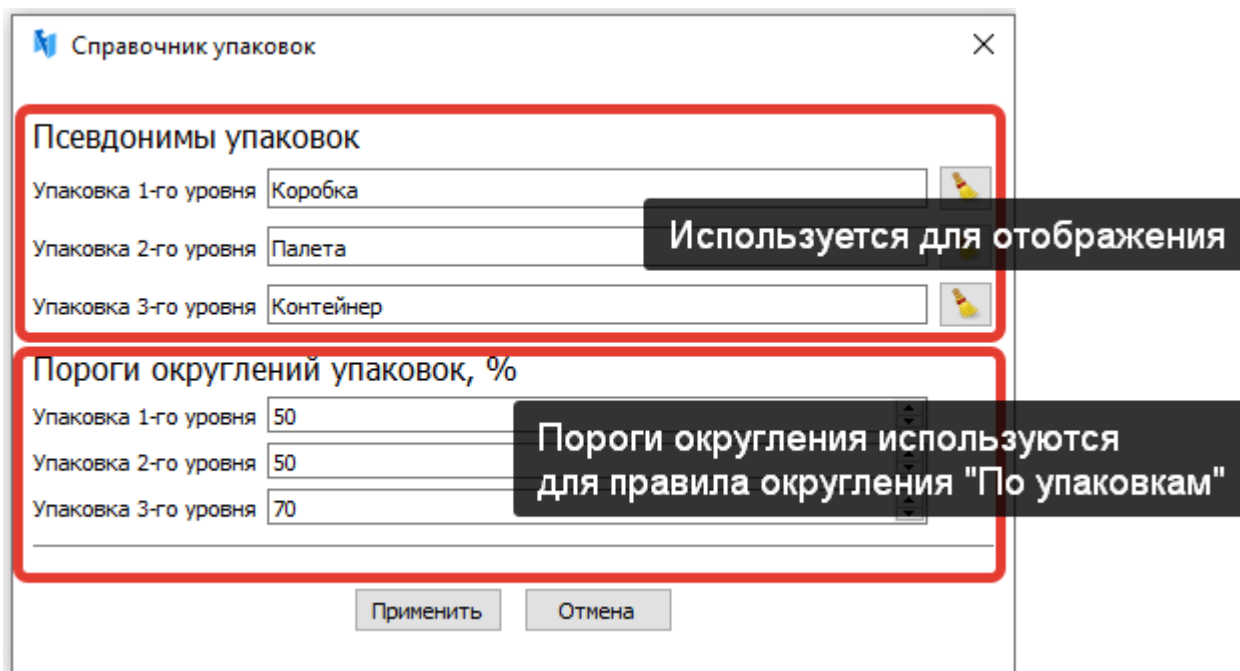 Справочник упаковок
Псевдонимы упаковок
Упаковка 1-го уровня Коробка
Используется для отображения
Упаковка 2-го уровня Палета
Упаковка 3-го уровня Контейнер
Пороги округлений упаковок, %
Упаковка 1-го уровня 50
Пороги округления используются
для правила округления "По упаковкам"
Упаковка 2-го уровня 50
Упаковка 3-го уровня 70
Применить Отмена